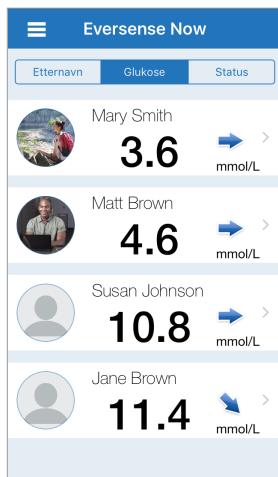 Eversense Now
Etternavn Glukose Status
Mary Smith
3.6
mmol/L
Matt Brown
4.6
mmol/L
Susan Johnson
10.8
mmol/L
Jane Brown
11.4
mmol/L